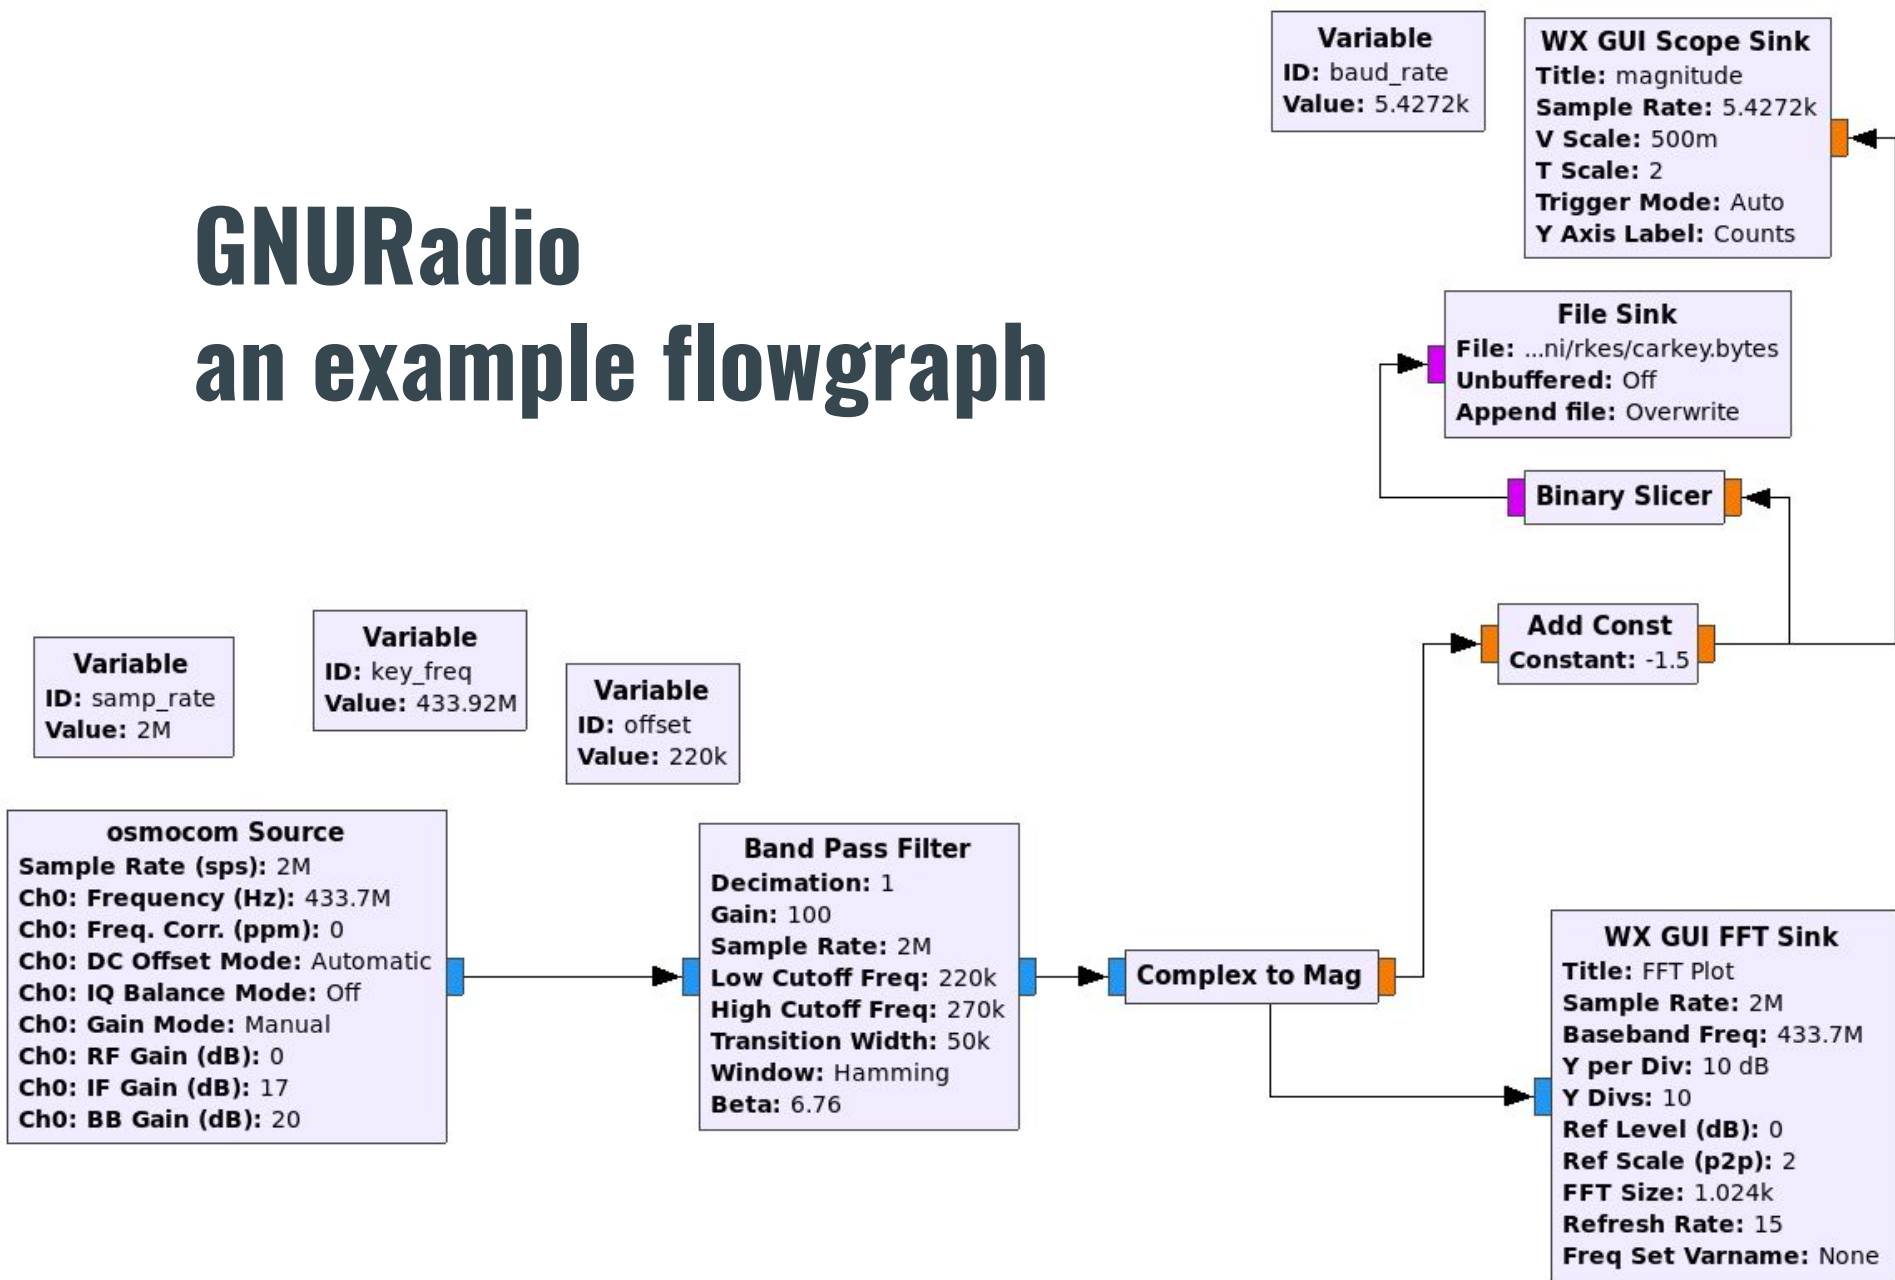 GNURadio
an example flowgraph
Variable
ID: baud_rate
Value: 5.4272k
WX GUI Scope Sink
Title: magnitude
Sample Rate: 5.4272k
V Scale: 500m
T Scale: 2
Trigger Mode: Auto
Y Axis Label: Counts
File Sink
File: ...ni/rkes/carkey.bytes
Unbuffered: Off
Append file: Overwrite
Binary Slicer
Add Const
Constant: -1.5
Variable
ID: samp_rate
Value: 2M
Variable
ID: key_freq
Value: 433.92M
Variable
ID: offset
Value: 220k
osmocom Source
Sample Rate (sps): 2M
Ch0: Frequency (Hz): 433.7M
Ch0: Freq. Corr. (ppm): 0
Ch0: DC Offset Mode: Automatic
Ch0: IQ Balance Mode: Off
Ch0: Gain Mode: Manual
Ch0: RF Gain (dB): 0
Ch0: IF Gain (dB): 17
Ch0: BB Gain (dB): 20
Band Pass Filter
Decimation: 1
Gain: 100
Sample Rate: 2M
Low Cutoff Freq: 220k
High Cutoff Freq: 270k
Transition Width: 50k
Window: Hamming
Beta: 6.76
Complex to Mag
WX GUI FFT Sink
Title: FFT Plot
Sample Rate: 2M
Baseband Freq: 433.7M
Y per Div: 10 dB
Y Divs: 10
Ref Level (dB): 0
Ref Scale (p2p): 2
FFT Size: 1.024k
Refresh Rate: 15
Freq Set Varname: None